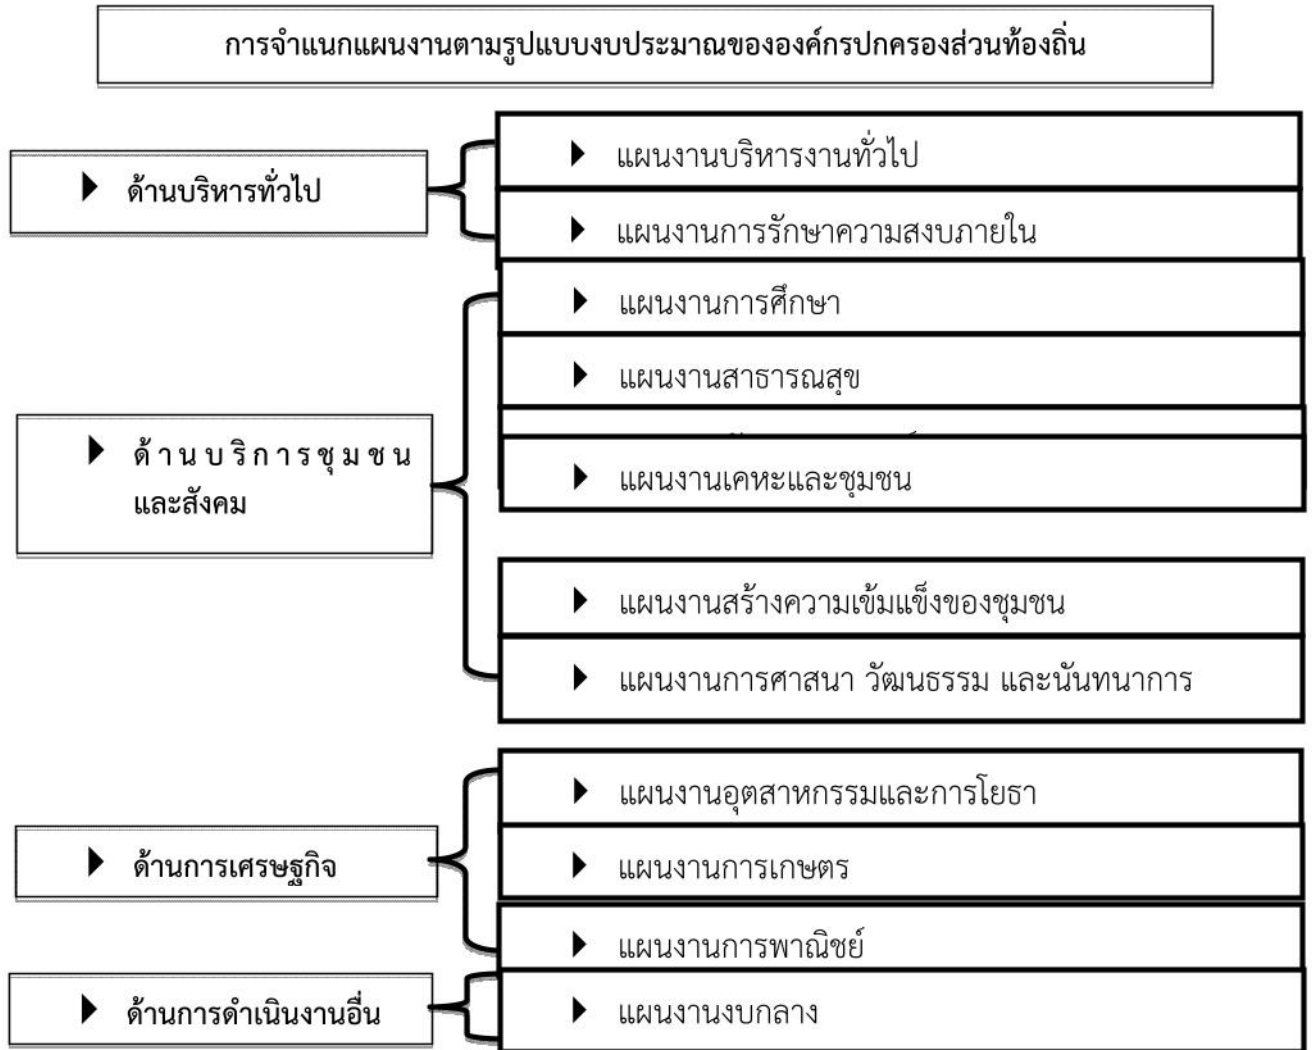 การจำแนกแผนงานตามรูปแบบงบประมาณขององค์กรปกครองส่วนท้องถิ่น
ด้านบริหารทั่วไป
แผนงานบริหารงานทั่วไป
แผนงานการรักษาความสงบภายใน
ด้านบริการชุมชน
และสังคม
แผนงานการศึกษา
แผนงานสาธารณสุข
แผนงานเคหะและชุมชน
แผนงานสร้างความเข้มแข็งของชุมชน
แผนงานการศาสนา วัฒนธรรม และนันทนาการ
ด้านการเศรษฐกิจ
แผนงานอุตสาหกรรมและการโยธา
แผนงานการเกษตร
แผนงานการพาณิชย์
ด้านการดำเนินงานอื่น
แผนงานงบกลาง